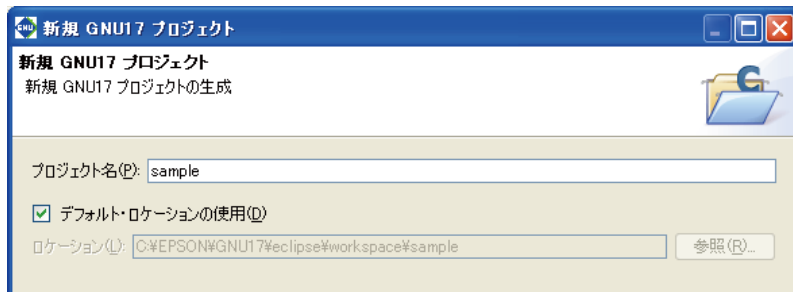 GNU 新規 GNU17 プロジェクト
新規 GNU17 プロジェクト
新規 GNU17 プロジェクトの生成
プロジェクト名(P): sample
デフォルト・ロケーションの使用(D)
ロケーション(L): C:¥EPSON¥GNU17¥eclipse¥workspace¥sample 参照(R)...